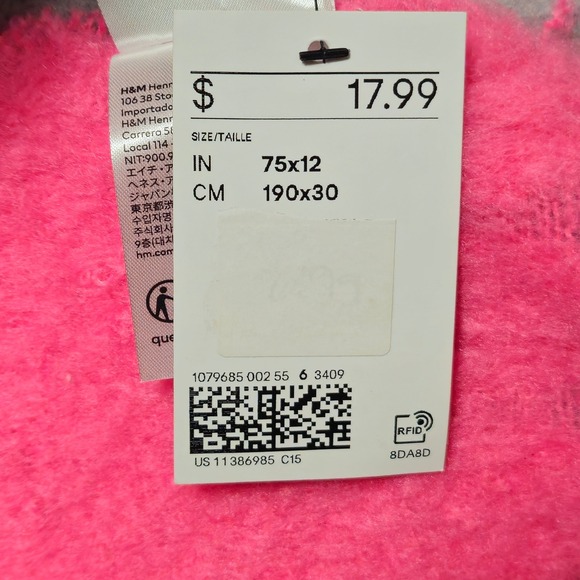 $ 17.99
SIZE/TAILLE
IN 75x12
CM 190x30
1079685 002 55 6 3409
US 11386985 C15
RFID
8DA8D
H&M Henn
106 38 Sto
Importado
H&M Henn
Carrera 58
Local 114 -
NIT:900.9
エイチ・ア
ヘネス・ア
ジャパン
東京都渋
수입자명
주식회사
9층(대치
hm.com
que